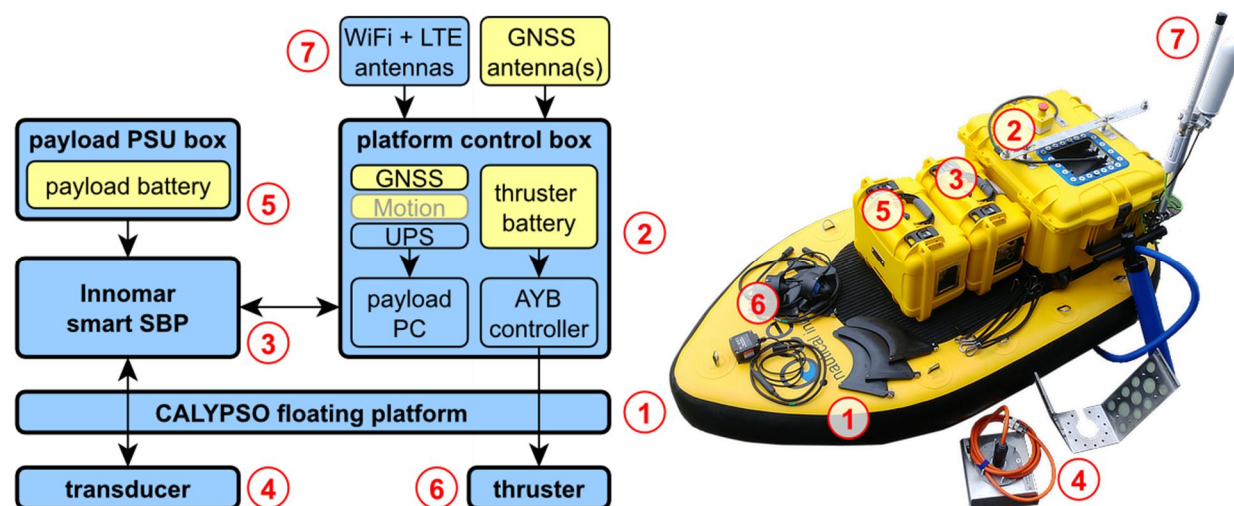 7
WiFi + LTE
antennas
GNSS
antenna(s)
payload PSU box
payload battery
5
platform control box
GNSS
Motion
UPS
thruster
battery
2
Innomar
smart SBP
3
payload
PC
AYB
controller
CALYPSO floating platform
1
transducer
4
6
thruster
7
2
3
5
6
nautical in
1
4